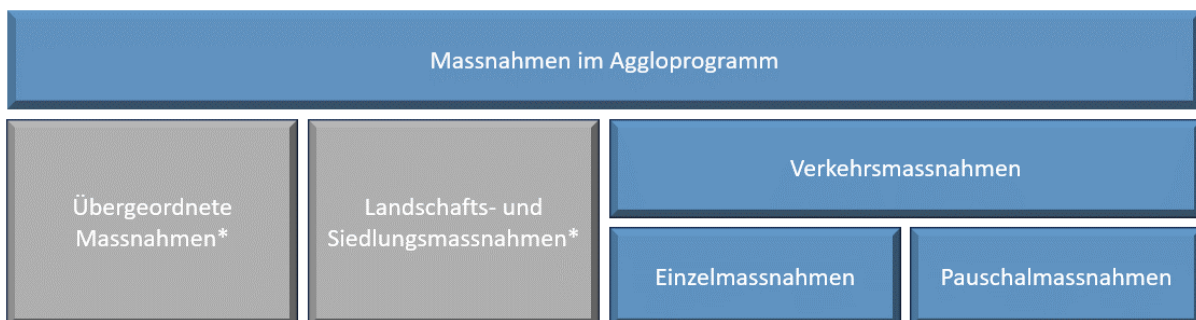 Massnahmen im Aggloprogramm
Übergeordnete
Massnahmen*
Landschafts- und
Siedlungsmassnahmen*
Verkehrsmassnahmen
Einzelmassnahmen
Pauschalmassnahmen